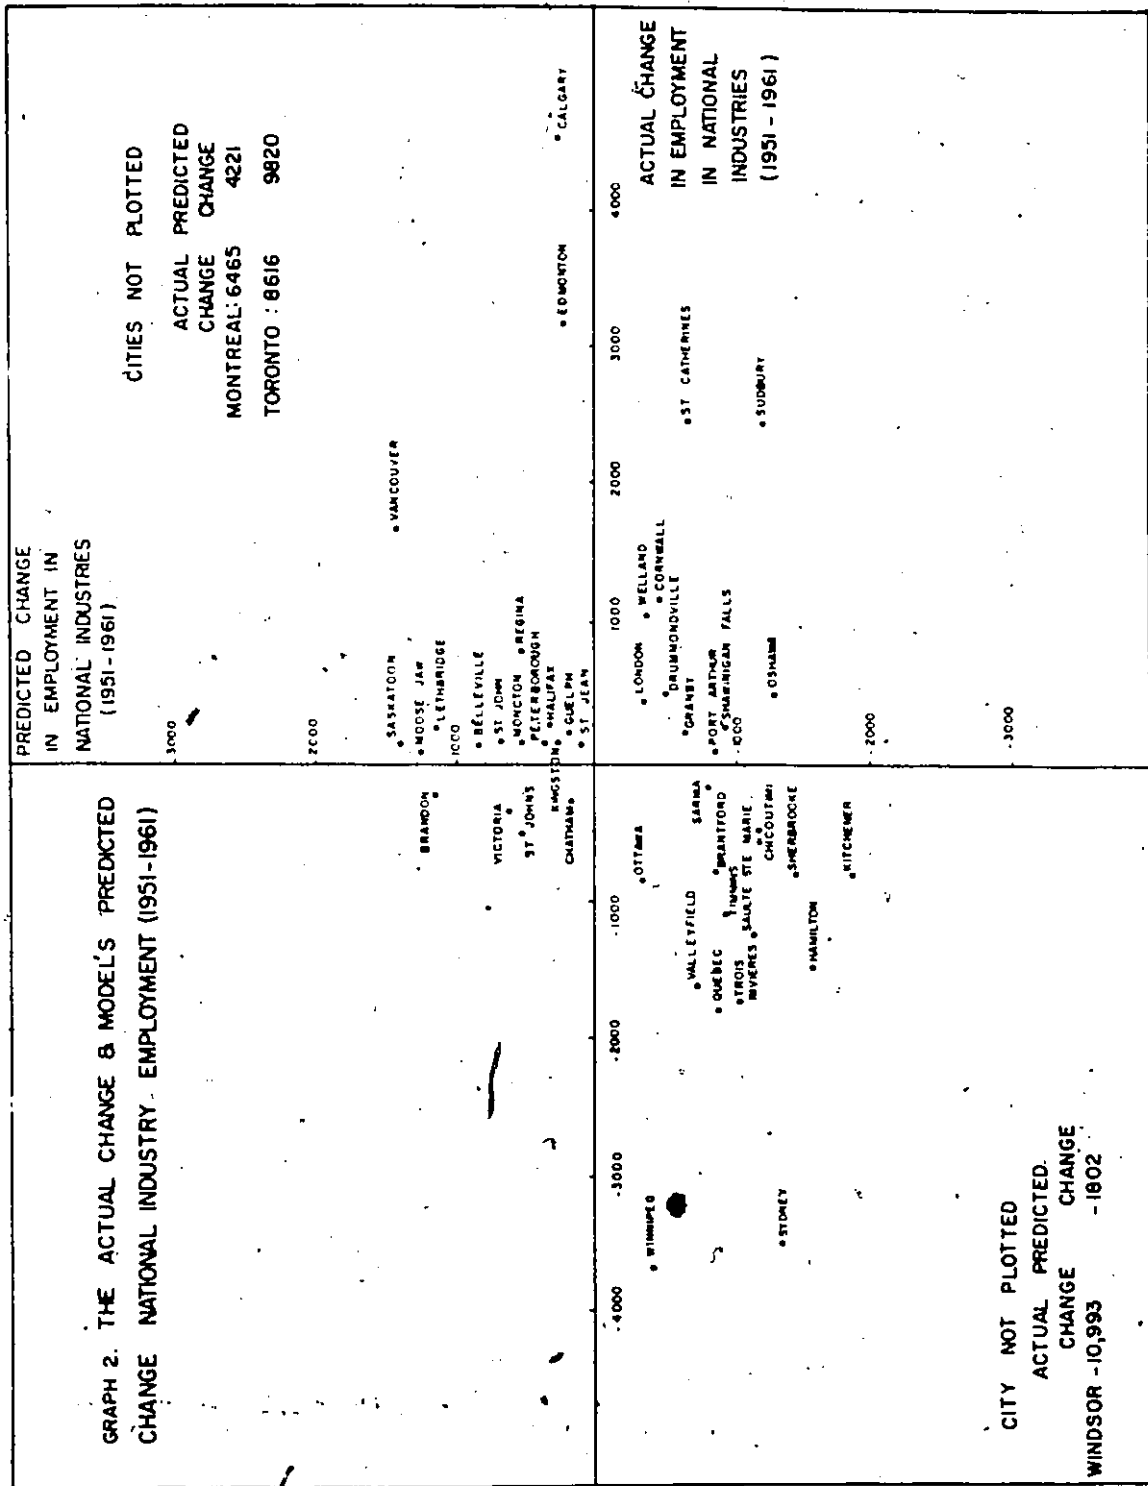 GRAPH 2. THE ACTUAL CHANGE & MODEL'S PREDICTED
CHANGE NATIONAL INDUSTRY EMPLOYMENT (1951-1961)
PREDICTED CHANGE
IN EMPLOYMENT IN
NATIONAL INDUSTRIES
(1951-1961)
CITIES NOT PLOTTED
ACTUAL PREDICTED
CHANGE CHANGE
MONTREAL: 6465 4221
TORONTO : 8616 9820
3000
2000
1000
BRANDON
VICTORIA
ST JOHN'S
KINGSTON
CHATHAM
SASKATOON
MOOSE JAW
LETHBRIDGE
BELLEVILLE
ST JOHN
MONCTON
REGINA
PETERBOROUGH
HALIFAX
GUELPH
ST JEAN
VANCOUVER
EDMONTON
CALGARY
-4000
-3000
-2000
-1000
1000
2000
3000
4000
ACTUAL CHANGE
IN EMPLOYMENT
IN NATIONAL
INDUSTRIES
(1951-1961)
WINNIPEG
SYDNEY
OTTAWA
VALLEYFIELD
SARNIA
QUEBEC
BRANTFORD
TIMMINS
TROIS
RIVIERES
SAULTE STE MARIE
CHICOUTIMI
SHERBROOKE
HAMILTON
KITCHENER
LONDON
WELLAND
CORNWALL
DRUMMONDVILLE
GRANBY
PORT ARTHUR
SHAWINIGAN FALLS
OSHAWA
ST CATHERINES
SUDBURY
-1000
-2000
-3000
CITY NOT PLOTTED
ACTUAL PREDICTED.
CHANGE CHANGE
WINDSOR -10,993 -1802